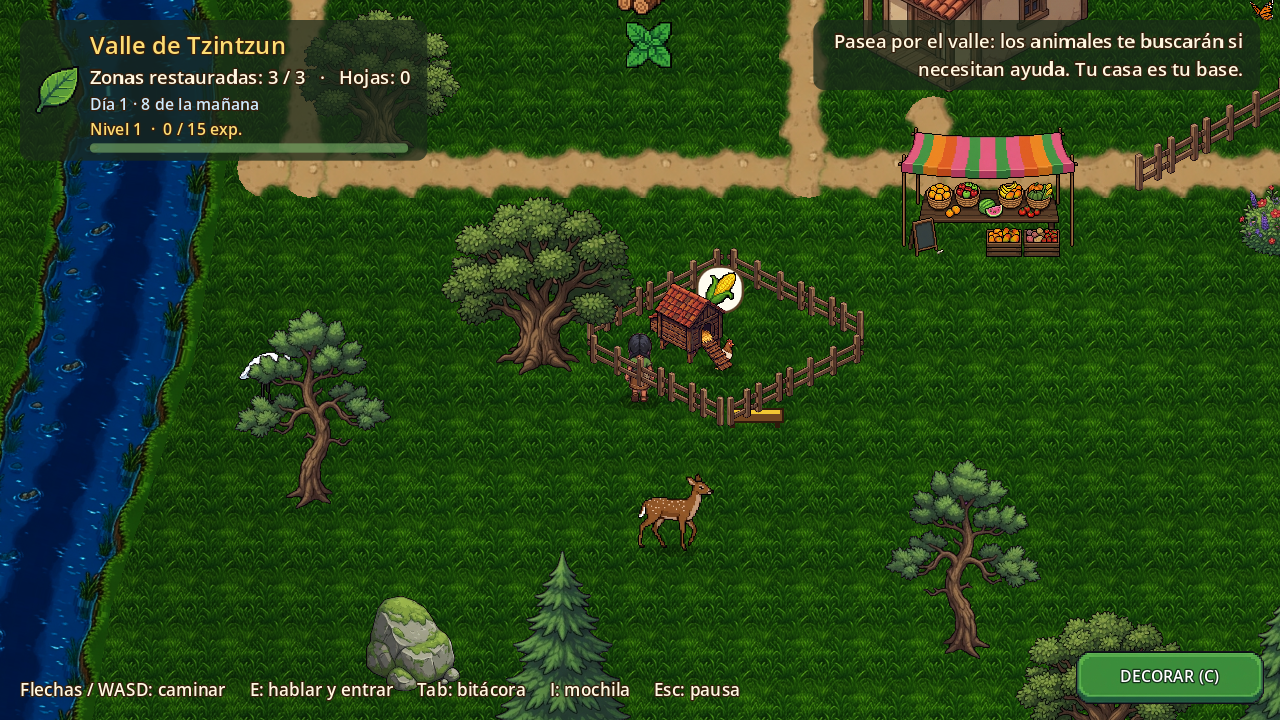 Valle de Tzintzun
Zonas restauradas: 3 / 3 · Hojas: 0
Día 1 · 8 de la mañana
Nivel 1 · 0 / 15 exp.
Pasea por el valle: los animales te buscarán si
necesitan ayuda. Tu casa es tu base.
Flechas / WASD: caminar E: hablar y entrar Tab: bitácora I: mochila Esc: pausa
DECORAR (C)